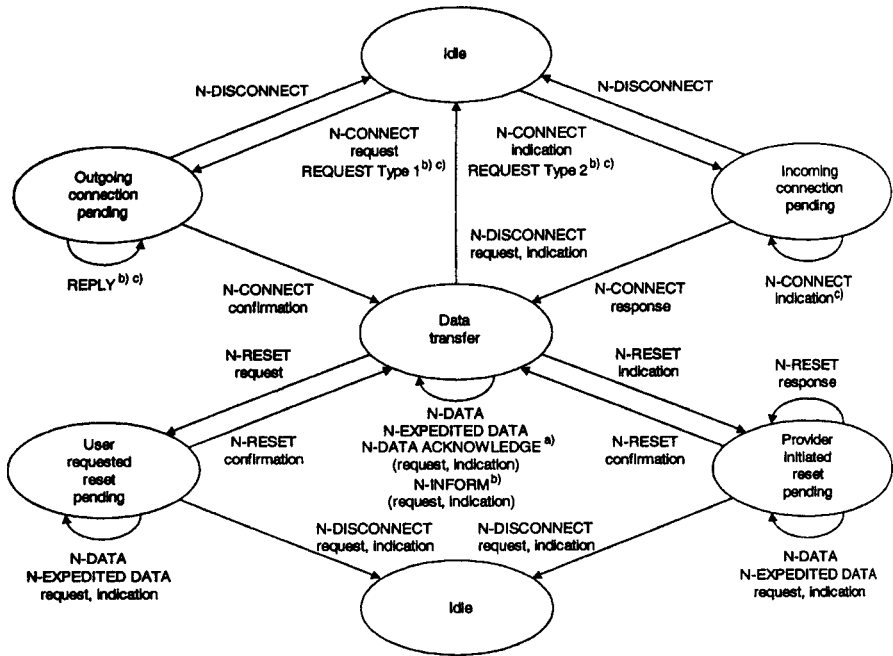 Idle
N-DISCONNECT
N-DISCONNECT
N-CONNECT
request
REQUEST Type 1 b) c)
N-CONNECT
indication
REQUEST Type 2 b) c)
Outgoing
connection
pending
Incoming
connection
pending
REPLY b) c)
N-DISCONNECT
request, indication
N-CONNECT
indication c)
N-CONNECT
confirmation
N-CONNECT
response
Data
transfer
N-RESET
request
N-RESET
indication
N-RESET
response
N-DATA
N-EXPEDITED DATA
N-DATA ACKNOWLEDGE a)
(request, indication)
N-INFORM b)
(request, indication)
User
requested
reset
pending
N-RESET
confirmation
N-RESET
confirmation
Provider
initiated
reset
pending
N-DATA
N-EXPEDITED DATA
request, indication
N-DISCONNECT
request, indication
N-DISCONNECT
request, indication
N-DATA
N-EXPEDITED DATA
request, indication
Idle